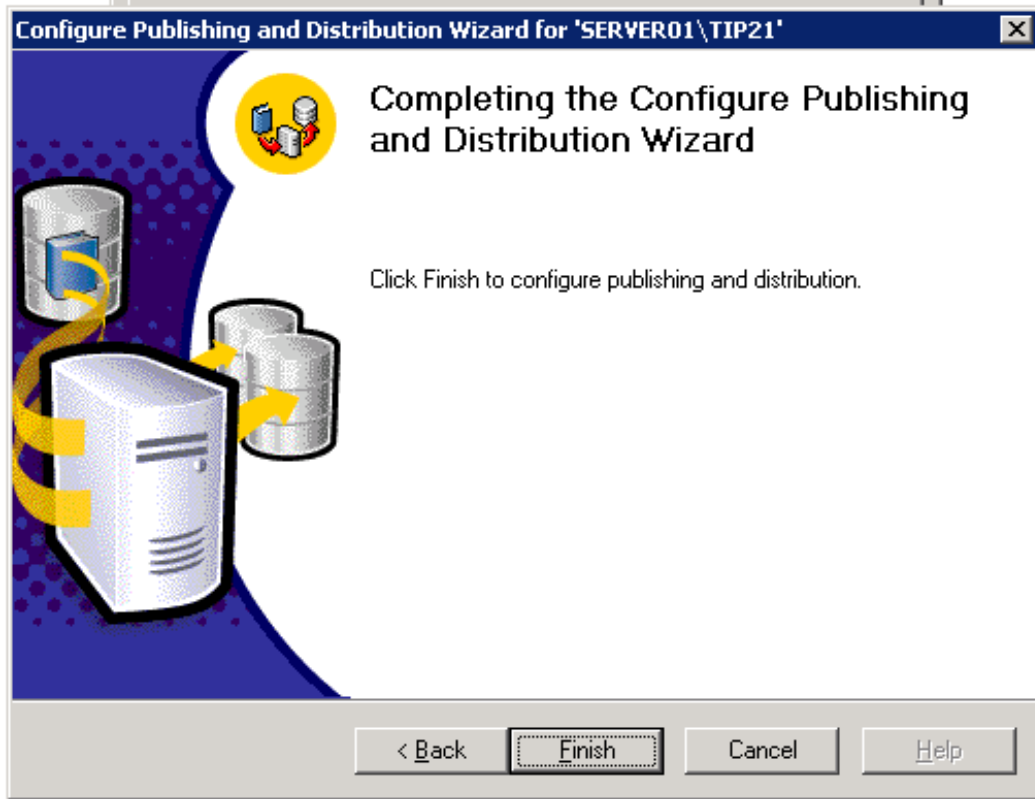 Configure Publishing and Distribution Wizard for 'SERVER01\TIP21'
Completing the Configure Publishing
and Distribution Wizard
Click Finish to configure publishing and distribution.
< Back
Finish
Cancel
Help